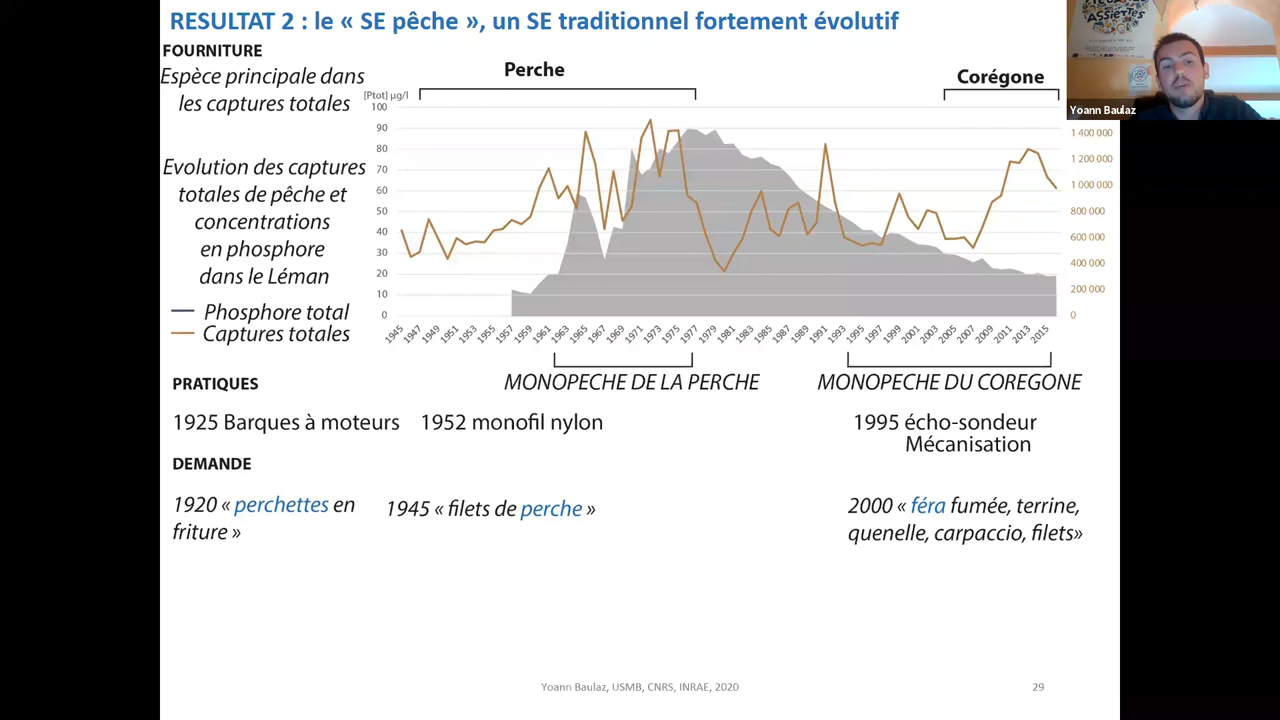 RESULTAT 2 : le « SE pêche », un SE traditionnel fortement évolutif
FOURNITURE
Espèce principale dans
les captures totales
Perche
Corégone
Yoann Baulaz
ASSIETTES
[Ptot] µg/l
100
90
80
70
60
50
40
30
20
10
0
1 400 000
1 200 000
1 000 000
800 000
600 000
400 000
200 000
0
Evolution des captures
totales de pêche et
concentrations
en phosphore
dans le Léman
Phosphore total
Captures totales
1945 1947 1949 1951 1953 1955 1957 1959 1961 1963 1965 1967 1969 1971 1973 1975 1977 1979 1981 1983 1985 1987 1989 1991 1993 1995 1997 1999 2001 2003 2005 2007 2009 2011 2013 2015
MONOPECHE DE LA PERCHE
MONOPECHE DU COREGONE
PRATIQUES
1925 Barques à moteurs
1952 monofil nylon
1995 écho-sondeur
Mécanisation
DEMANDE
1920 « perchettes en
friture »
1945 « filets de perche »
2000 « féra fumée, terrine,
quenelle, carpaccio, filets»
Yoann Baulaz, USMB, CNRS, INRAE, 2020
29